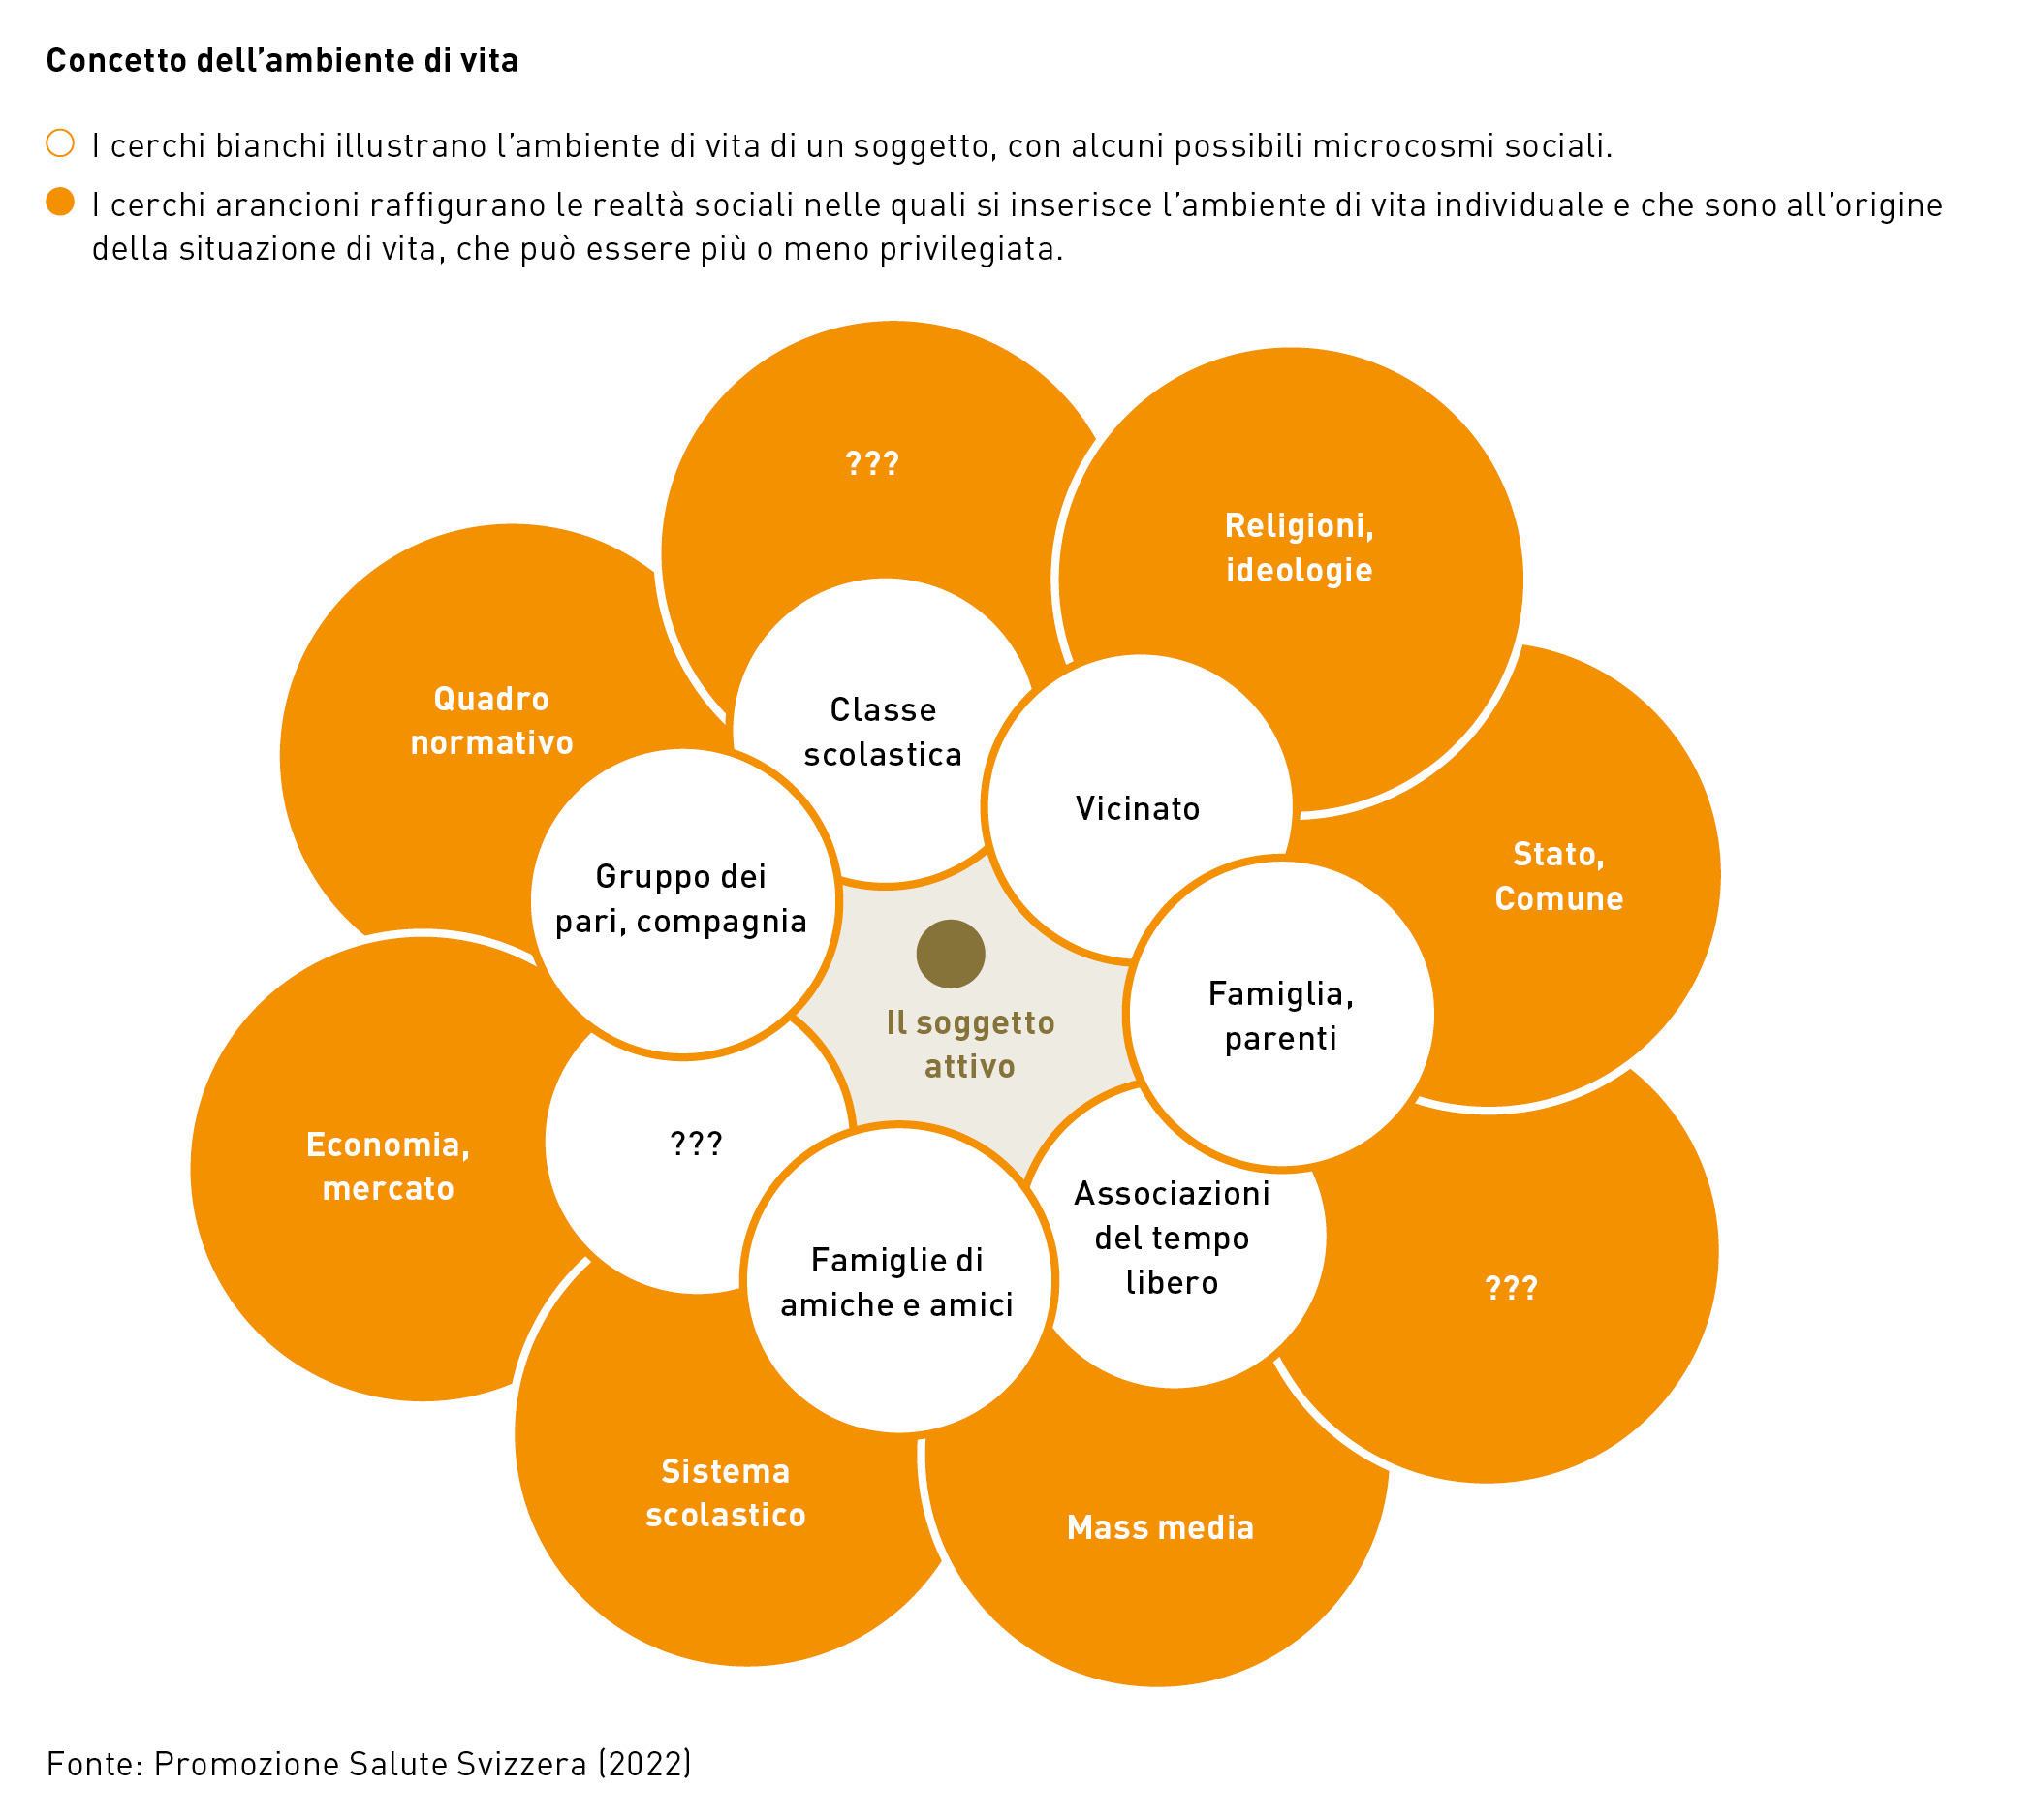 Concetto dell’ambiente di vita
I cerchi bianchi illustrano l’ambiente di vita di un soggetto, con alcuni possibili microcosmi sociali.
I cerchi arancioni raffigurano le realtà sociali nelle quali si inserisce l’ambiente di vita individuale e che sono all’origine
della situazione di vita, che può essere più o meno privilegiata.
???
Religioni,
ideologie
Quadro
normativo
Classe
scolastica
Vicinato
Stato,
Comune
Gruppo dei
pari, compagnia
Famiglia,
parenti
Il soggetto
attivo
Economia,
mercato
???
Associazioni
del tempo
libero
Famiglie di
amiche e amici
???
Sistema
scolastico
Mass media
Fonte: Promozione Salute Svizzera (2022)